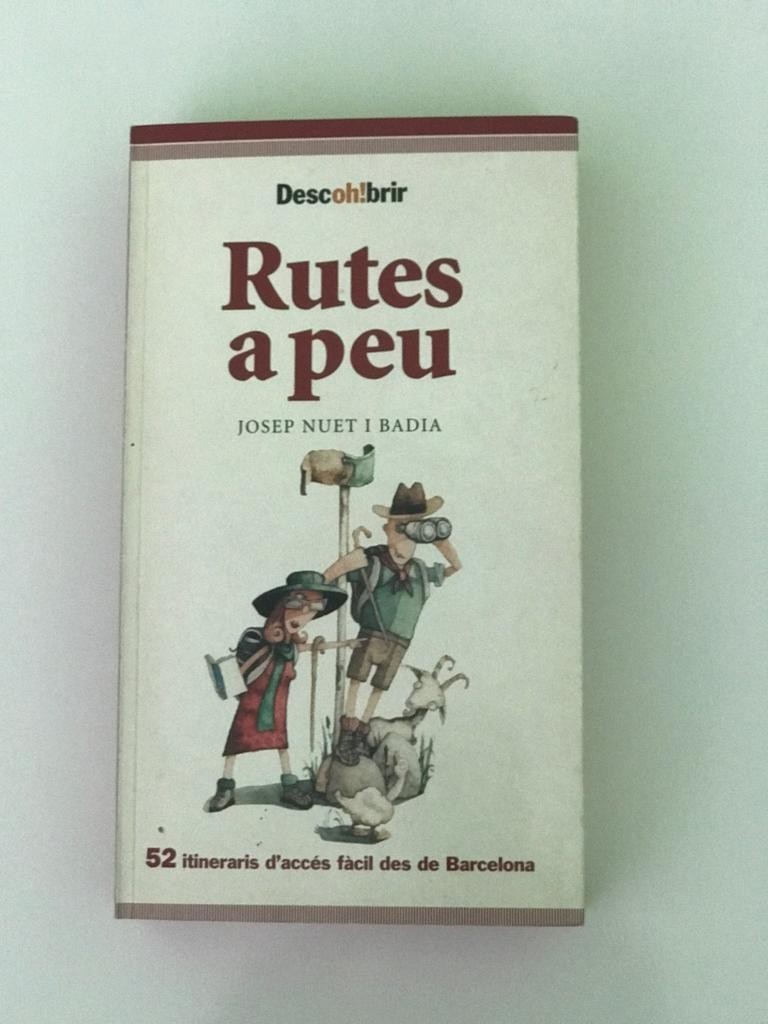 Descoh!brir
Rutes
a peu
JOSEP NUET I BADIA
52 itineraris d'accés fàcil des de Barcelona